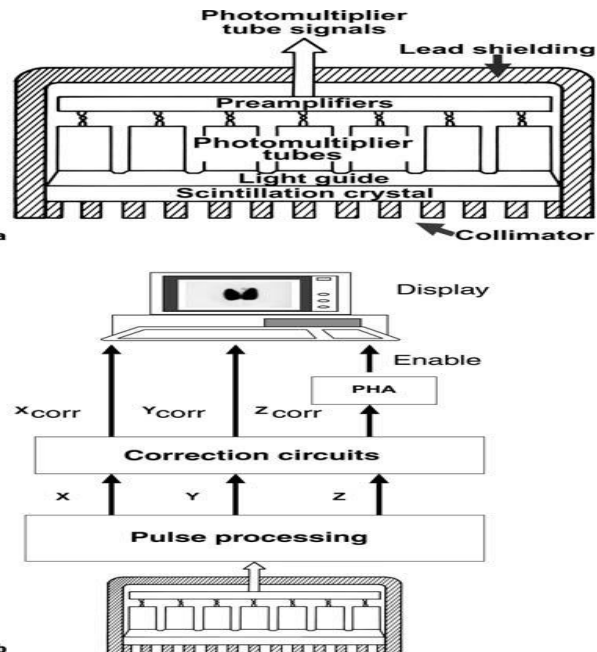 Photomultiplier
tube signals
Lead shielding
Preamplifiers
Photomultiplier
tubes
Light guide
Scintillation crystal
a
Collimator
Display
Enable
PHA
Xcorr Ycorr Zcorr
Correction circuits
X Y Z
Pulse processing
b